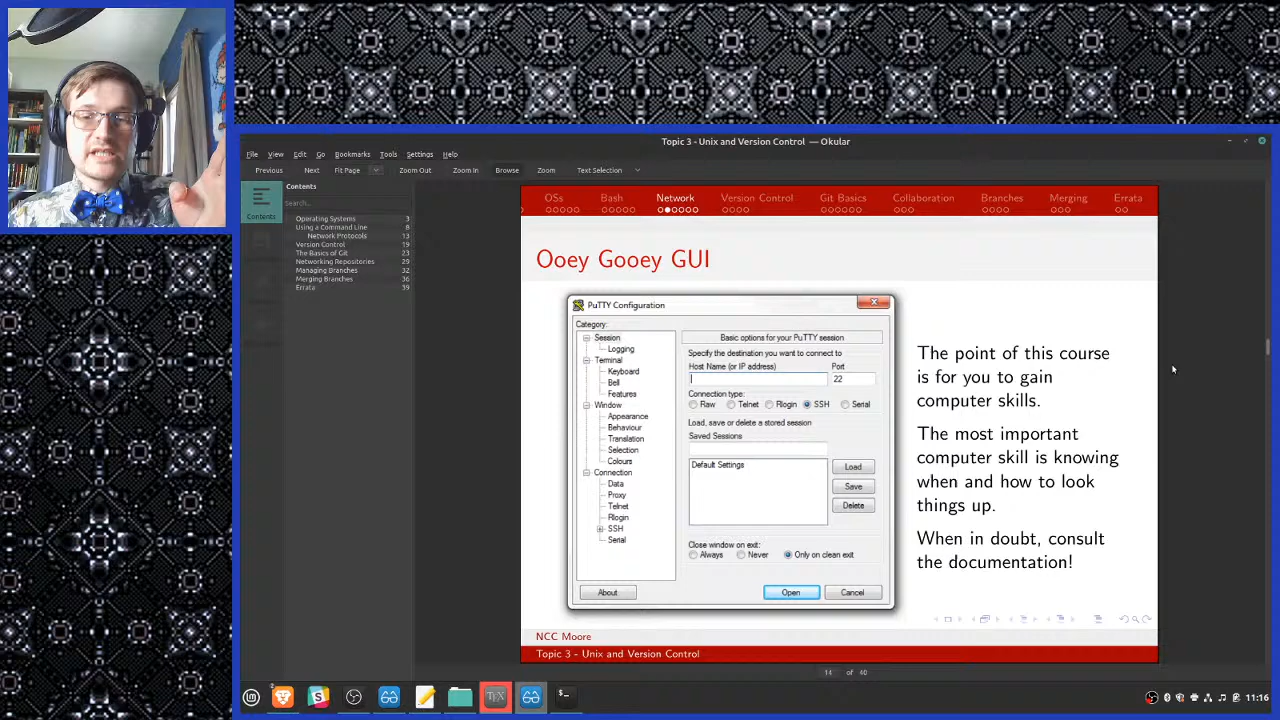 Topic 3 - Unix and Version Control — Okular
File View Edit Go Bookmarks Tools Settings Help
Previous Next Fit Page Zoom Out Zoom In Browse Zoom Text Selection
Contents
Contents
Search...
Operating Systems 3
Using a Command Line 8
Network Protocols 13
Version Control 19
The Basics of Git 23
Networking Repositories 29
Managing Branches 32
Merging Branches 36
Errata 39
OSs Bash Network Version Control Git Basics Collaboration Branches Merging Errata
Ooey Gooey GUI
PuTTY Configuration
Category:
Session
Logging
Terminal
Keyboard
Bell
Features
Window
Appearance
Behaviour
Translation
Selection
Colours
Connection
Data
Proxy
Telnet
Rlogin
SSH
Serial
Basic options for your PuTTY session
Specify the destination you want to connect to
Host Name (or IP address) Port
22
Connection type:
Raw Telnet Rlogin SSH Serial
Load, save or delete a stored session
Saved Sessions
Default Settings
Load
Save
Delete
Close window on exit:
Always Never Only on clean exit
About Open Cancel
The point of this course
is for you to gain
computer skills.
The most important
computer skill is knowing
when and how to look
things up.
When in doubt, consult
the documentation!
NCC Moore
Topic 3 - Unix and Version Control
14 of 40
TEX
11:16